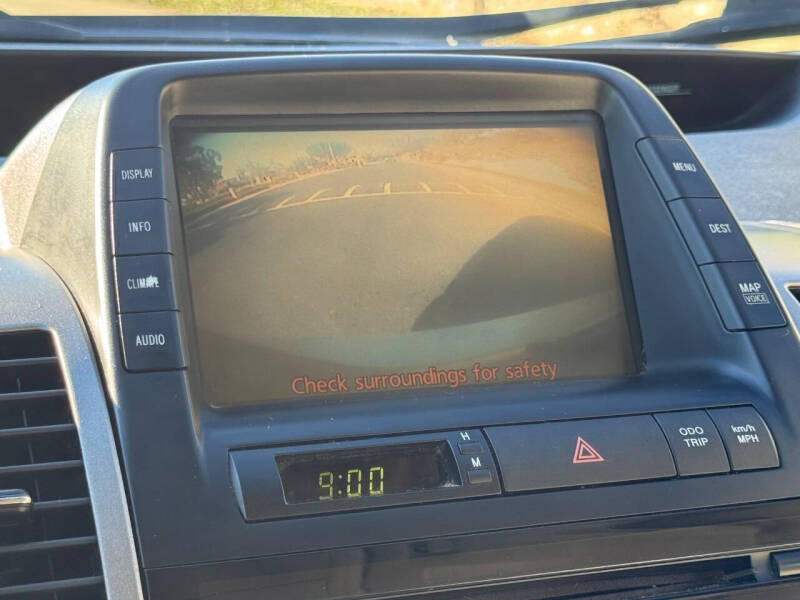 DISPLAY
INFO
CLIMATE
AUDIO
MENU
DEST
MAP
VOICE
Check surroundings for safety
H
M
9:00
ODO
TRIP
km/h
MPH